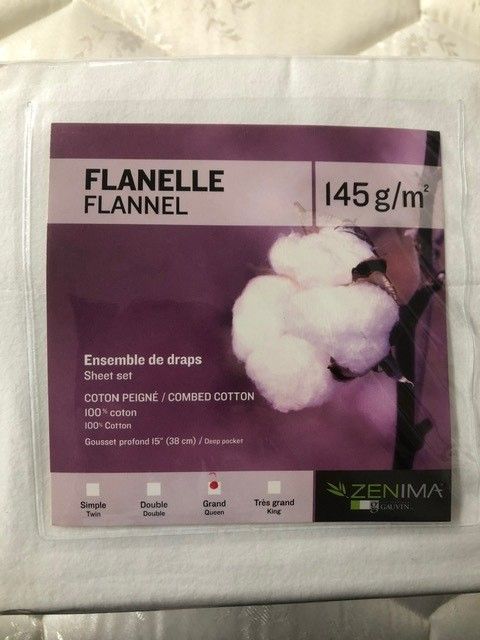 FLANELLE
FLANNEL
145 g/m²
Ensemble de draps
Sheet set
COTON PEIGNÉ / COMBED COTTON
100% coton
100% Cotton
Gousset profond 15" (38 cm) / Deep pocket
Simple
Twin
Double
Double
Grand
Queen
Très grand
King
ZENIMA
g GAUVIN